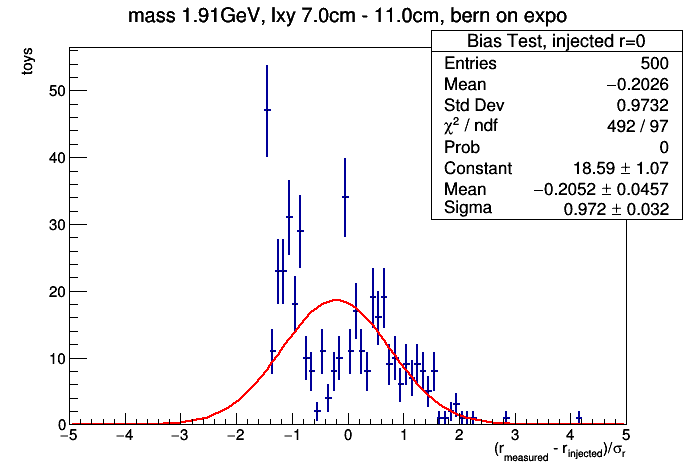 mass 1.91GeV, lxy 7.0cm - 11.0cm, bern on expo
toys
Bias Test, injected r=0
Entries 500
Mean −0.2026
Std Dev 0.9732
χ² / ndf 492 / 97
Prob 0
Constant 18.59 ± 1.07
Mean −0.2052 ± 0.0457
Sigma 0.972 ± 0.032
50
40
30
20
10
0
−5 −4 −3 −2 −1 0 1 2 3 4 5
(r_measured - r_injected)/σ_r